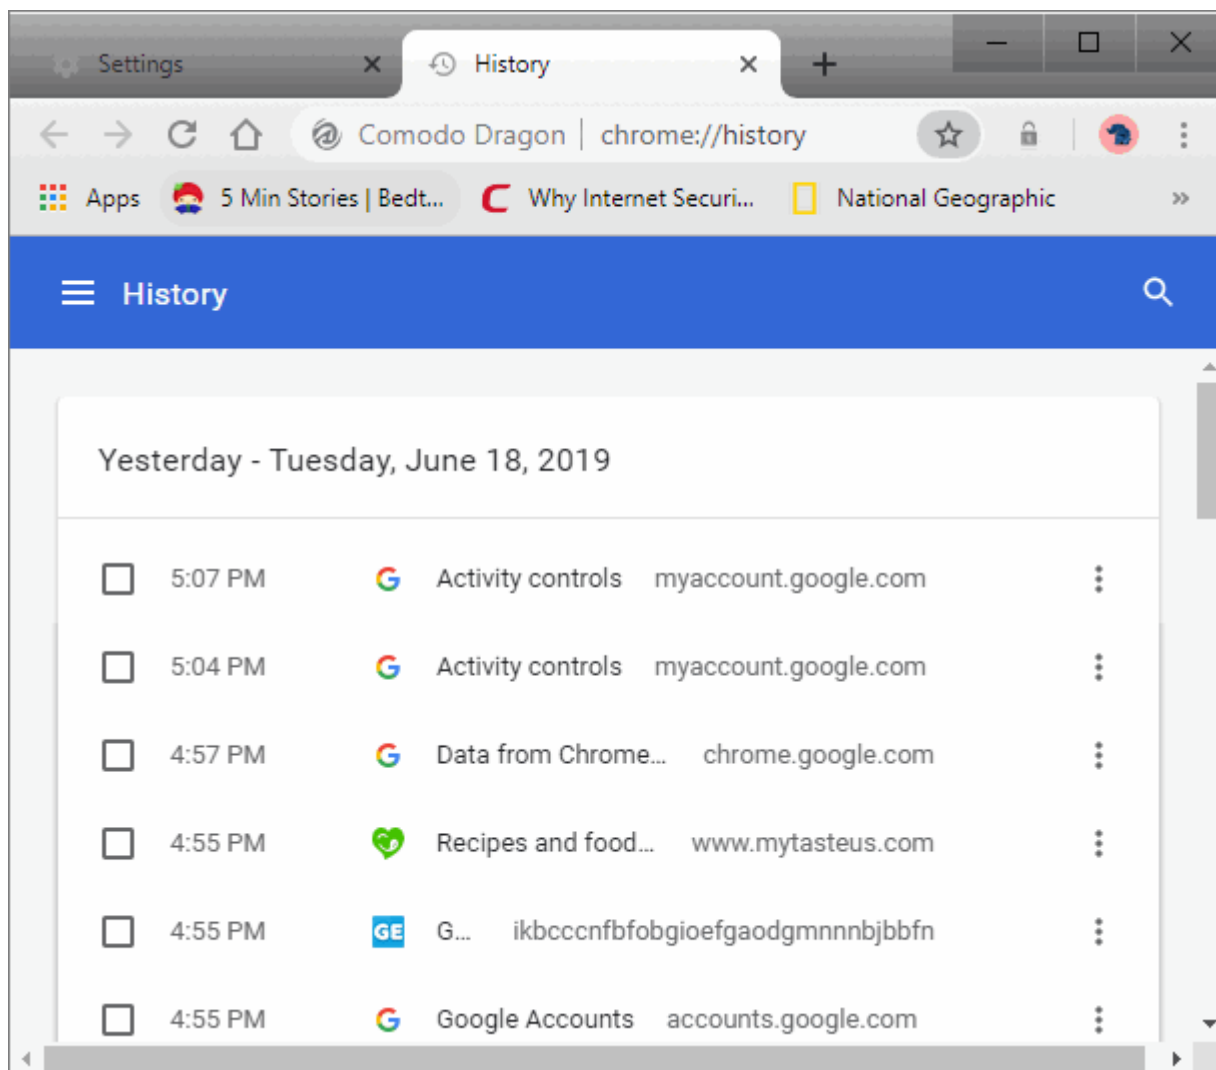 Settings History
Comodo Dragon | chrome://history
Apps 5 Min Stories | Bedt... Why Internet Securi... National Geographic
History
Yesterday - Tuesday, June 18, 2019
5:07 PM G Activity controls myaccount.google.com
5:04 PM G Activity controls myaccount.google.com
4:57 PM G Data from Chrome... chrome.google.com
4:55 PM Recipes and food... www.mytasteus.com
4:55 PM GE G... ikbcccnfbfobgioefgaodgmnnnbjbbfn
4:55 PM G Google Accounts accounts.google.com